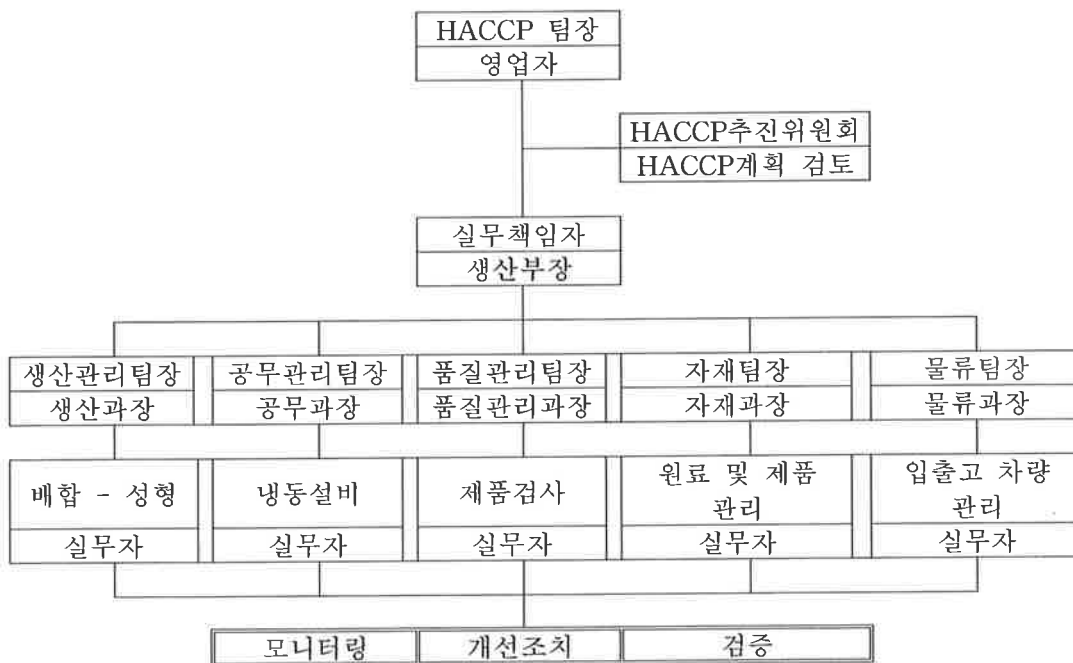 HACCP 팀장
영업자
HACCP추진위원회
HACCP계획 검토
실무책임자
생산부장
생산관리팀장 공무관리팀장 품질관리팀장 자재팀장 물류팀장
생산과장 공무과장 품질관리과장 자재과장 물류과장
배합 - 성형 냉동설비 제품검사 원료 및 제품 관리 입출고 차량 관리
실무자 실무자 실무자 실무자 실무자
모니터링 개선조치 검증